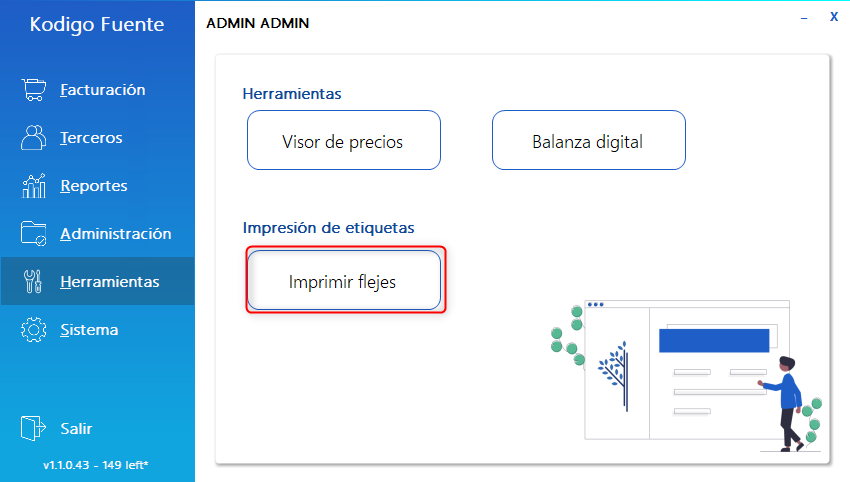 Kodigo Fuente
ADMIN ADMIN
– X
Facturación
Terceros
Reportes
Administración
Herramientas
Sistema
Salir
v1.1.0.43 - 149 left*
Herramientas
Visor de precios
Balanza digital
Impresión de etiquetas
Imprimir flejes